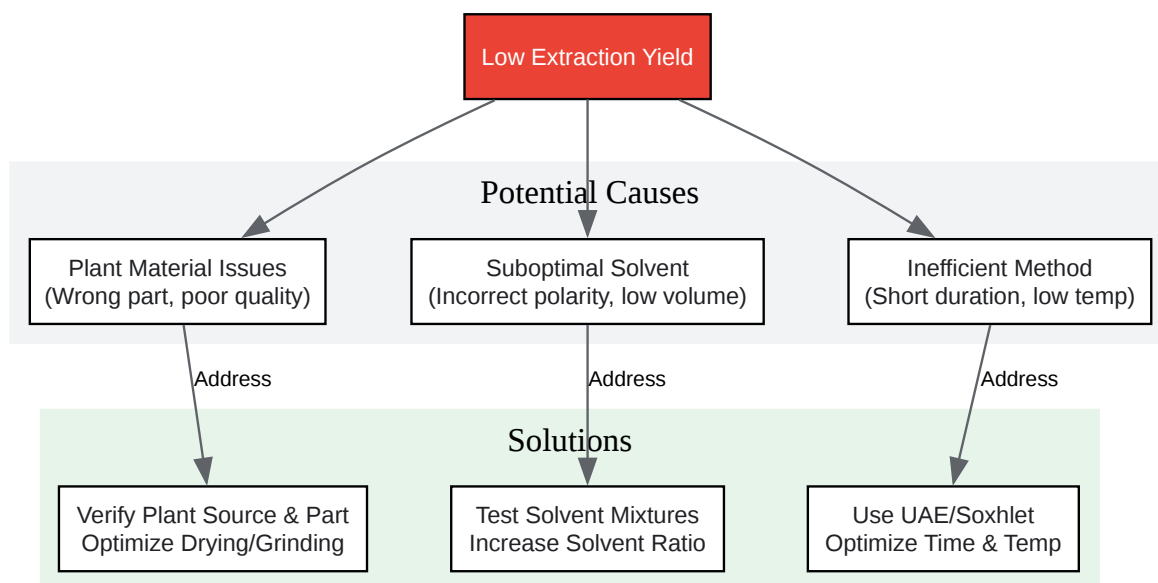 Low Extraction Yield
Potential Causes
Plant Material Issues
(Wrong part, poor quality)
Suboptimal Solvent
(Incorrect polarity, low volume)
Inefficient Method
(Short duration, low temp)
Address
Address
Address
Solutions
Verify Plant Source & Part
Optimize Drying/Grinding
Test Solvent Mixtures
Increase Solvent Ratio
Use UAE/Soxhlet
Optimize Time & Temp